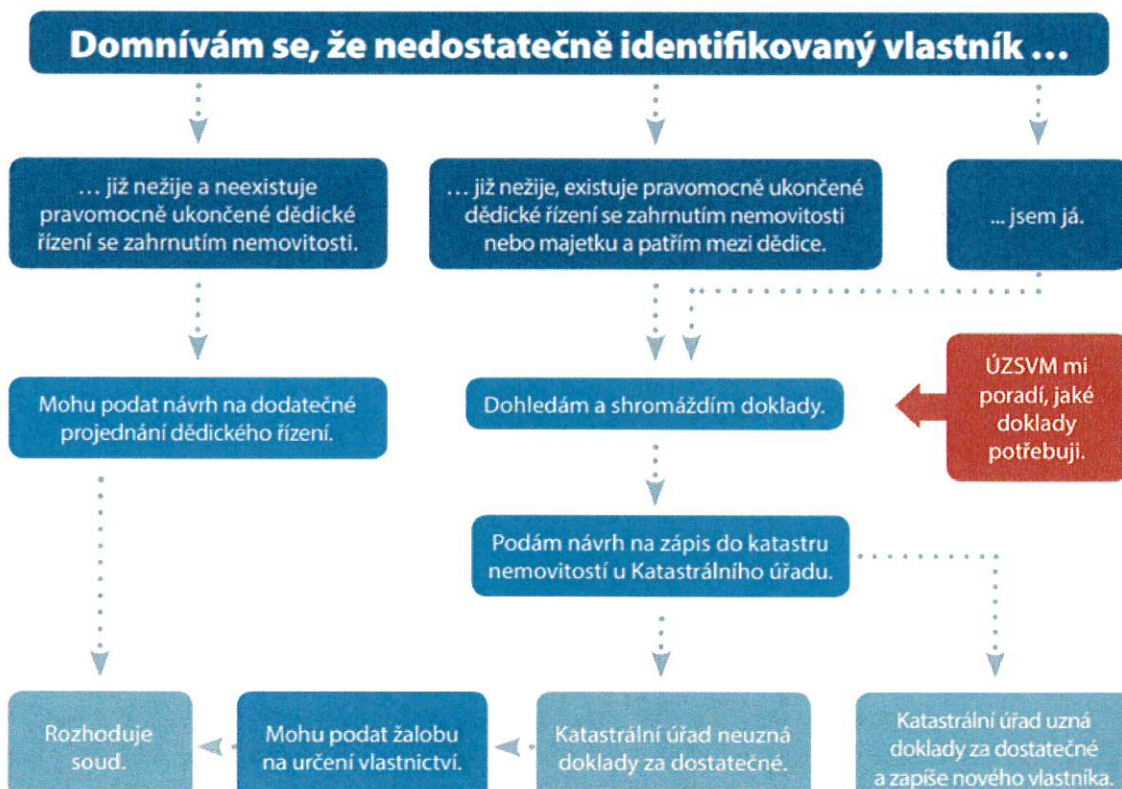 Domnívám se, že nedostatečně identifikovaný vlastník …
… již nežije a neexistuje
pravomocně ukončené dědické
řízení se zahrnutím nemovitosti.
… již nežije, existuje pravomocně ukončené
dědické řízení se zahrnutím nemovitosti
nebo majetku a patřím mezi dědice.
... jsem já.
Mohu podat návrh na dodatečné
projednání dědického řízení.
Dohledám a shromáždím doklady.
ÚZSVM mi
poradí, jaké
doklady
potřebuji.
Podám návrh na zápis do katastru
nemovitostí u Katastrálního úřadu.
Rozhoduje
soud.
Mohu podat žalobu
na určení vlastnictví.
Katastrální úřad neuzná
doklady za dostatečné.
Katastrální úřad uzná
doklady za dostatečné
a zapíše nového vlastníka.